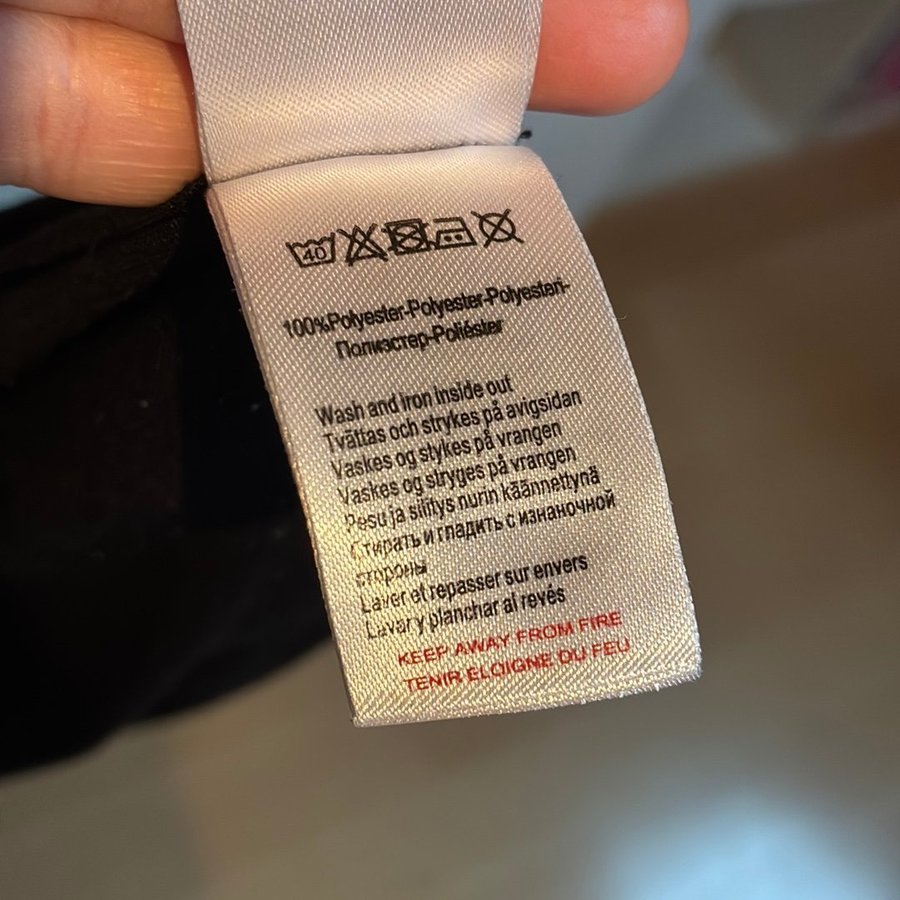 40
100%Polyester-Polyester-Polyesteri-
Полиэстер-Poliéster
Wash and iron inside out
Tvättas och strykes på avigsidan
Vaskes og stykes på vrangen
Vaskes og stryges på vrangen
Pesu ja siilitys nurin käännettynä
Стирать и гладить с изнаночной
стороны
Laver et repasser sur envers
Lavar y planchar al revés
KEEP AWAY FROM FIRE
TENIR ELOIGNE DU FEU